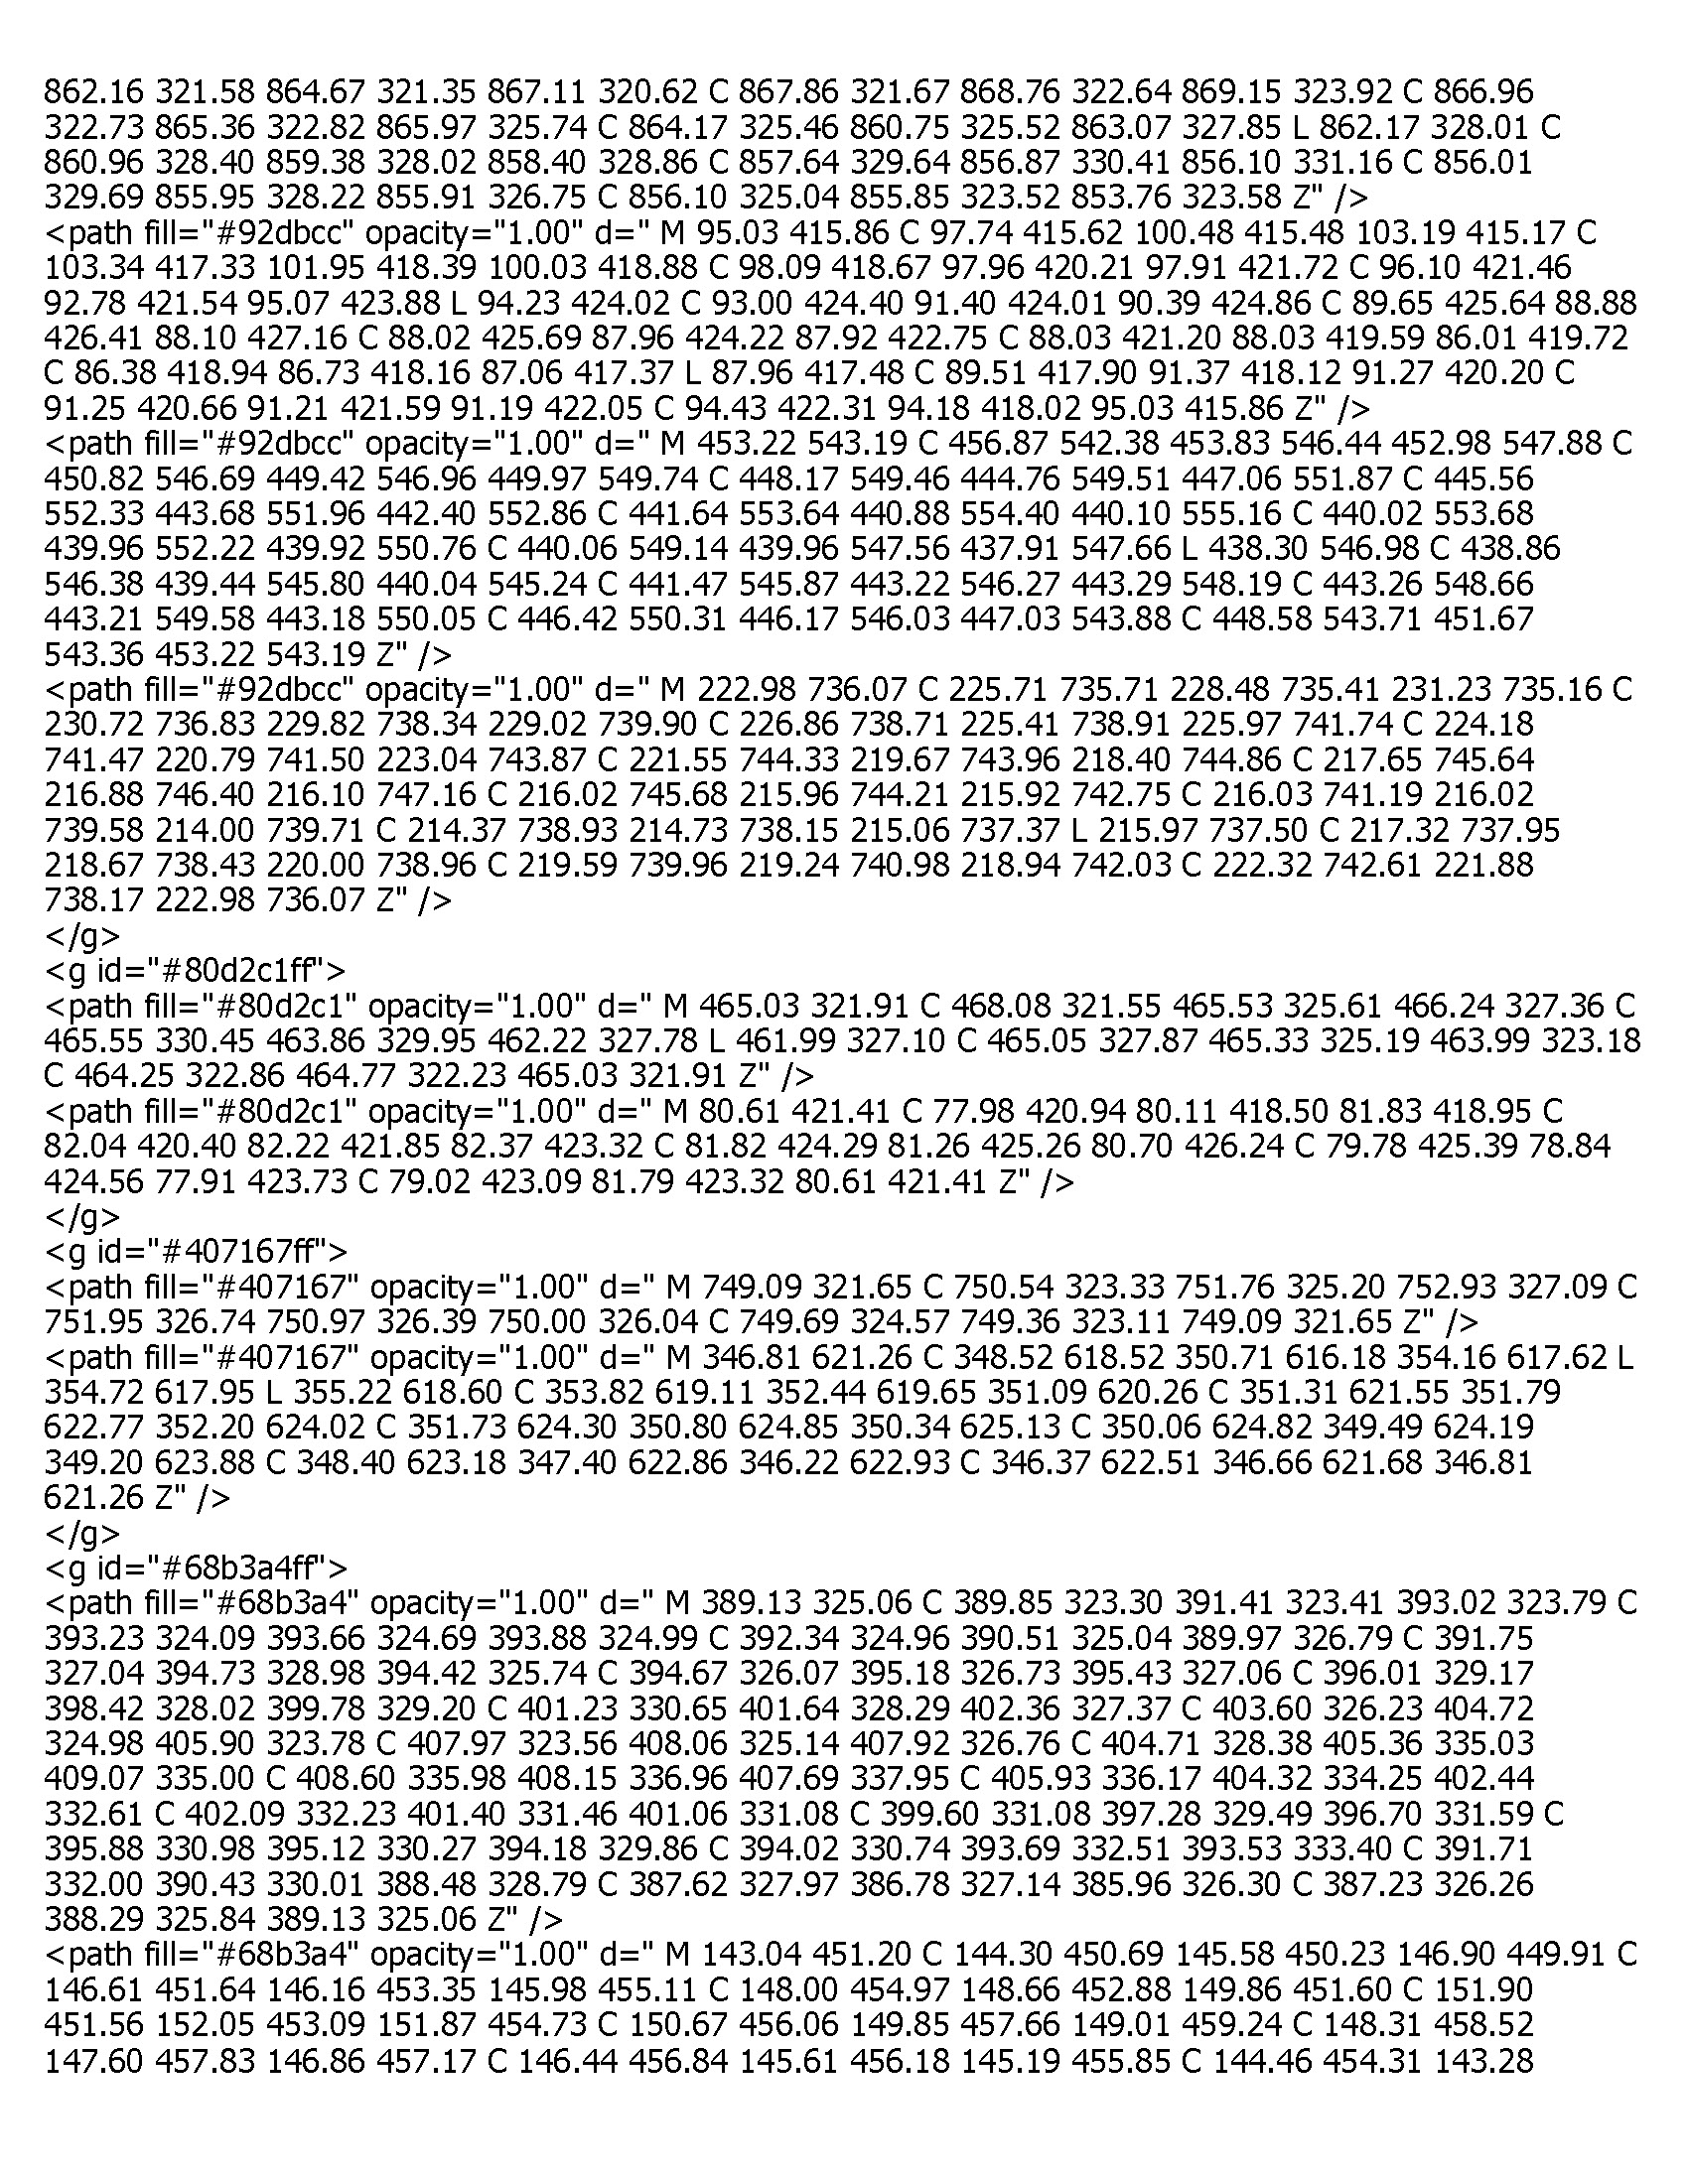 862.16 321.58 864.67 321.35 867.11 320.62 C 867.86 321.67 868.76 322.64 869.15 323.92 C 866.96
322.73 865.36 322.82 865.97 325.74 C 864.17 325.46 860.75 325.52 863.07 327.85 L 862.17 328.01 C
860.96 328.40 859.38 328.02 858.40 328.86 C 857.64 329.64 856.87 330.41 856.10 331.16 C 856.01
329.69 855.95 328.22 855.91 326.75 C 856.10 325.04 855.85 323.52 853.76 323.58 Z" />
<path fill="#92dbcc" opacity="1.00" d=" M 95.03 415.86 C 97.74 415.62 100.48 415.48 103.19 415.17 C
103.34 417.33 101.95 418.39 100.03 418.88 C 98.09 418.67 97.96 420.21 97.91 421.72 C 96.10 421.46
92.78 421.54 95.07 423.88 L 94.23 424.02 C 93.00 424.40 91.40 424.01 90.39 424.86 C 89.65 425.64 88.88
426.41 88.10 427.16 C 88.02 425.69 87.96 424.22 87.92 422.75 C 88.03 421.20 88.03 419.59 86.01 419.72
C 86.38 418.94 86.73 418.16 87.06 417.37 L 87.96 417.48 C 89.51 417.90 91.37 418.12 91.27 420.20 C
91.25 420.66 91.21 421.59 91.19 422.05 C 94.43 422.31 94.18 418.02 95.03 415.86 Z" />
<path fill="#92dbcc" opacity="1.00" d=" M 453.22 543.19 C 456.87 542.38 453.83 546.44 452.98 547.88 C
450.82 546.69 449.42 546.96 449.97 549.74 C 448.17 549.46 444.76 549.51 447.06 551.87 C 445.56
552.33 443.68 551.96 442.40 552.86 C 441.64 553.64 440.88 554.40 440.10 555.16 C 440.02 553.68
439.96 552.22 439.92 550.76 C 440.06 549.14 439.96 547.56 437.91 547.66 L 438.30 546.98 C 438.86
546.38 439.44 545.80 440.04 545.24 C 441.47 545.87 443.22 546.27 443.29 548.19 C 443.26 548.66
443.21 549.58 443.18 550.05 C 446.42 550.31 446.17 546.03 447.03 543.88 C 448.58 543.71 451.67
543.36 453.22 543.19 Z" />
<path fill="#92dbcc" opacity="1.00" d=" M 222.98 736.07 C 225.71 735.71 228.48 735.41 231.23 735.16 C
230.72 736.83 229.82 738.34 229.02 739.90 C 226.86 738.71 225.41 738.91 225.97 741.74 C 224.18
741.47 220.79 741.50 223.04 743.87 C 221.55 744.33 219.67 743.96 218.40 744.86 C 217.65 745.64
216.88 746.40 216.10 747.16 C 216.02 745.68 215.96 744.21 215.92 742.75 C 216.03 741.19 216.02
739.58 214.00 739.71 C 214.37 738.93 214.73 738.15 215.06 737.37 L 215.97 737.50 C 217.32 737.95
218.67 738.43 220.00 738.96 C 219.59 739.96 219.24 740.98 218.94 742.03 C 222.32 742.61 221.88
738.17 222.98 736.07 Z" />
</g>
<g id="#80d2c1ff">
<path fill="#80d2c1" opacity="1.00" d=" M 465.03 321.91 C 468.08 321.55 465.53 325.61 466.24 327.36 C
465.55 330.45 463.86 329.95 462.22 327.78 L 461.99 327.10 C 465.05 327.87 465.33 325.19 463.99 323.18
C 464.25 322.86 464.77 322.23 465.03 321.91 Z" />
<path fill="#80d2c1" opacity="1.00" d=" M 80.61 421.41 C 77.98 420.94 80.11 418.50 81.83 418.95 C
82.04 420.40 82.22 421.85 82.37 423.32 C 81.82 424.29 81.26 425.26 80.70 426.24 C 79.78 425.39 78.84
424.56 77.91 423.73 C 79.02 423.09 81.79 423.32 80.61 421.41 Z" />
</g>
<g id="#407167ff">
<path fill="#407167" opacity="1.00" d=" M 749.09 321.65 C 750.54 323.33 751.76 325.20 752.93 327.09 C
751.95 326.74 750.97 326.39 750.00 326.04 C 749.69 324.57 749.36 323.11 749.09 321.65 Z" />
<path fill="#407167" opacity="1.00" d=" M 346.81 621.26 C 348.52 618.52 350.71 616.18 354.16 617.62 L
354.72 617.95 L 355.22 618.60 C 353.82 619.11 352.44 619.65 351.09 620.26 C 351.31 621.55 351.79
622.77 352.20 624.02 C 351.73 624.30 350.80 624.85 350.34 625.13 C 350.06 624.82 349.49 624.19
349.20 623.88 C 348.40 623.18 347.40 622.86 346.22 622.93 C 346.37 622.51 346.66 621.68 346.81
621.26 Z" />
</g>
<g id="#68b3a4ff">
<path fill="#68b3a4" opacity="1.00" d=" M 389.13 325.06 C 389.85 323.30 391.41 323.41 393.02 323.79 C
393.23 324.09 393.66 324.69 393.88 324.99 C 392.34 324.96 390.51 325.04 389.97 326.79 C 391.75
327.04 394.73 328.98 394.42 325.74 C 394.67 326.07 395.18 326.73 395.43 327.06 C 396.01 329.17
398.42 328.02 399.78 329.20 C 401.23 330.65 401.64 328.29 402.36 327.37 C 403.60 326.23 404.72
324.98 405.90 323.78 C 407.97 323.56 408.06 325.14 407.92 326.76 C 404.71 328.38 405.36 335.03
409.07 335.00 C 408.60 335.98 408.15 336.96 407.69 337.95 C 405.93 336.17 404.32 334.25 402.44
332.61 C 402.09 332.23 401.40 331.46 401.06 331.08 C 399.60 331.08 397.28 329.49 396.70 331.59 C
395.88 330.98 395.12 330.27 394.18 329.86 C 394.02 330.74 393.69 332.51 393.53 333.40 C 391.71
332.00 390.43 330.01 388.48 328.79 C 387.62 327.97 386.78 327.14 385.96 326.30 C 387.23 326.26
388.29 325.84 389.13 325.06 Z" />
<path fill="#68b3a4" opacity="1.00" d=" M 143.04 451.20 C 144.30 450.69 145.58 450.23 146.90 449.91 C
146.61 451.64 146.16 453.35 145.98 455.11 C 148.00 454.97 148.66 452.88 149.86 451.60 C 151.90
451.56 152.05 453.09 151.87 454.73 C 150.67 456.06 149.85 457.66 149.01 459.24 C 148.31 458.52
147.60 457.83 146.86 457.17 C 146.44 456.84 145.61 456.18 145.19 455.85 C 144.46 454.31 143.28